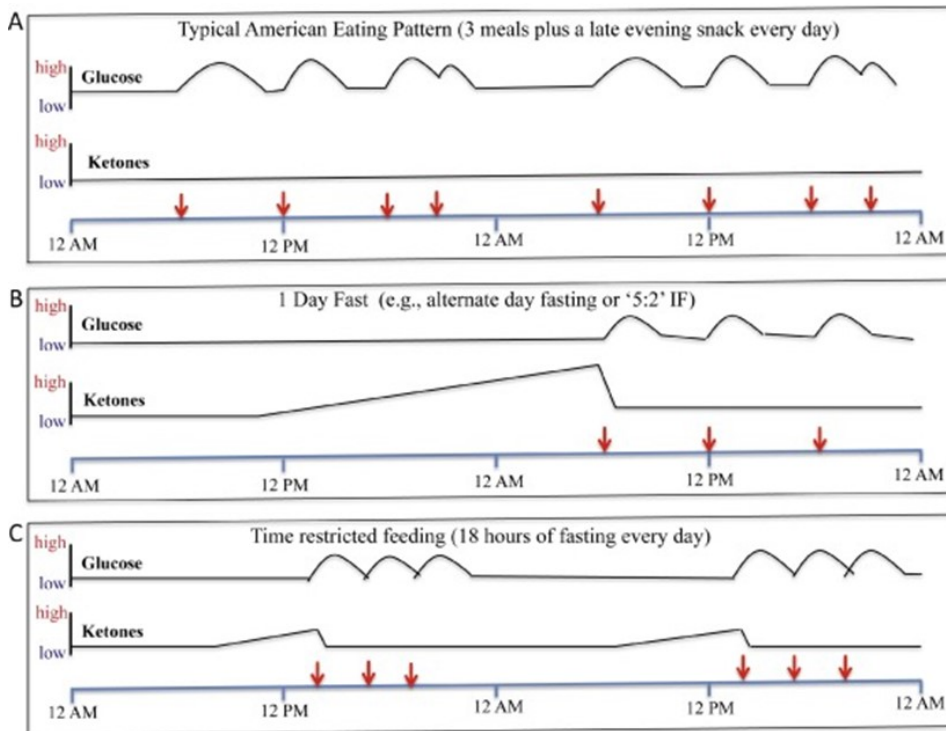 A
Typical American Eating Pattern (3 meals plus a late evening snack every day)
high
Glucose
low
high
Ketones
low
12 AM 12 PM 12 AM 12 PM 12 AM
B
1 Day Fast (e.g., alternate day fasting or ‘5:2’ IF)
high
Glucose
low
high
Ketones
low
12 AM 12 PM 12 AM 12 PM 12 AM
C
Time restricted feeding (18 hours of fasting every day)
high
Glucose
low
high
Ketones
low
12 AM 12 PM 12 AM 12 PM 12 AM